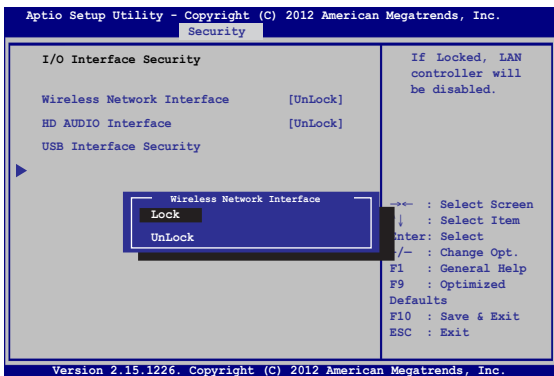 Aptio Setup Utility - Copyright (C) 2012 American Megatrends, Inc.
Security
I/O Interface Security
Wireless Network Interface [UnLock]
HD AUDIO Interface [UnLock]
USB Interface Security
If Locked, LAN
controller will
be disabled.
Wireless Network Interface
Lock
UnLock
→← : Select Screen
↓ : Select Item
Enter: Select
+/— : Change Opt.
F1 : General Help
F9 : Optimized
Defaults
F10 : Save & Exit
ESC : Exit
Version 2.15.1226. Copyright (C) 2012 American Megatrends, Inc.